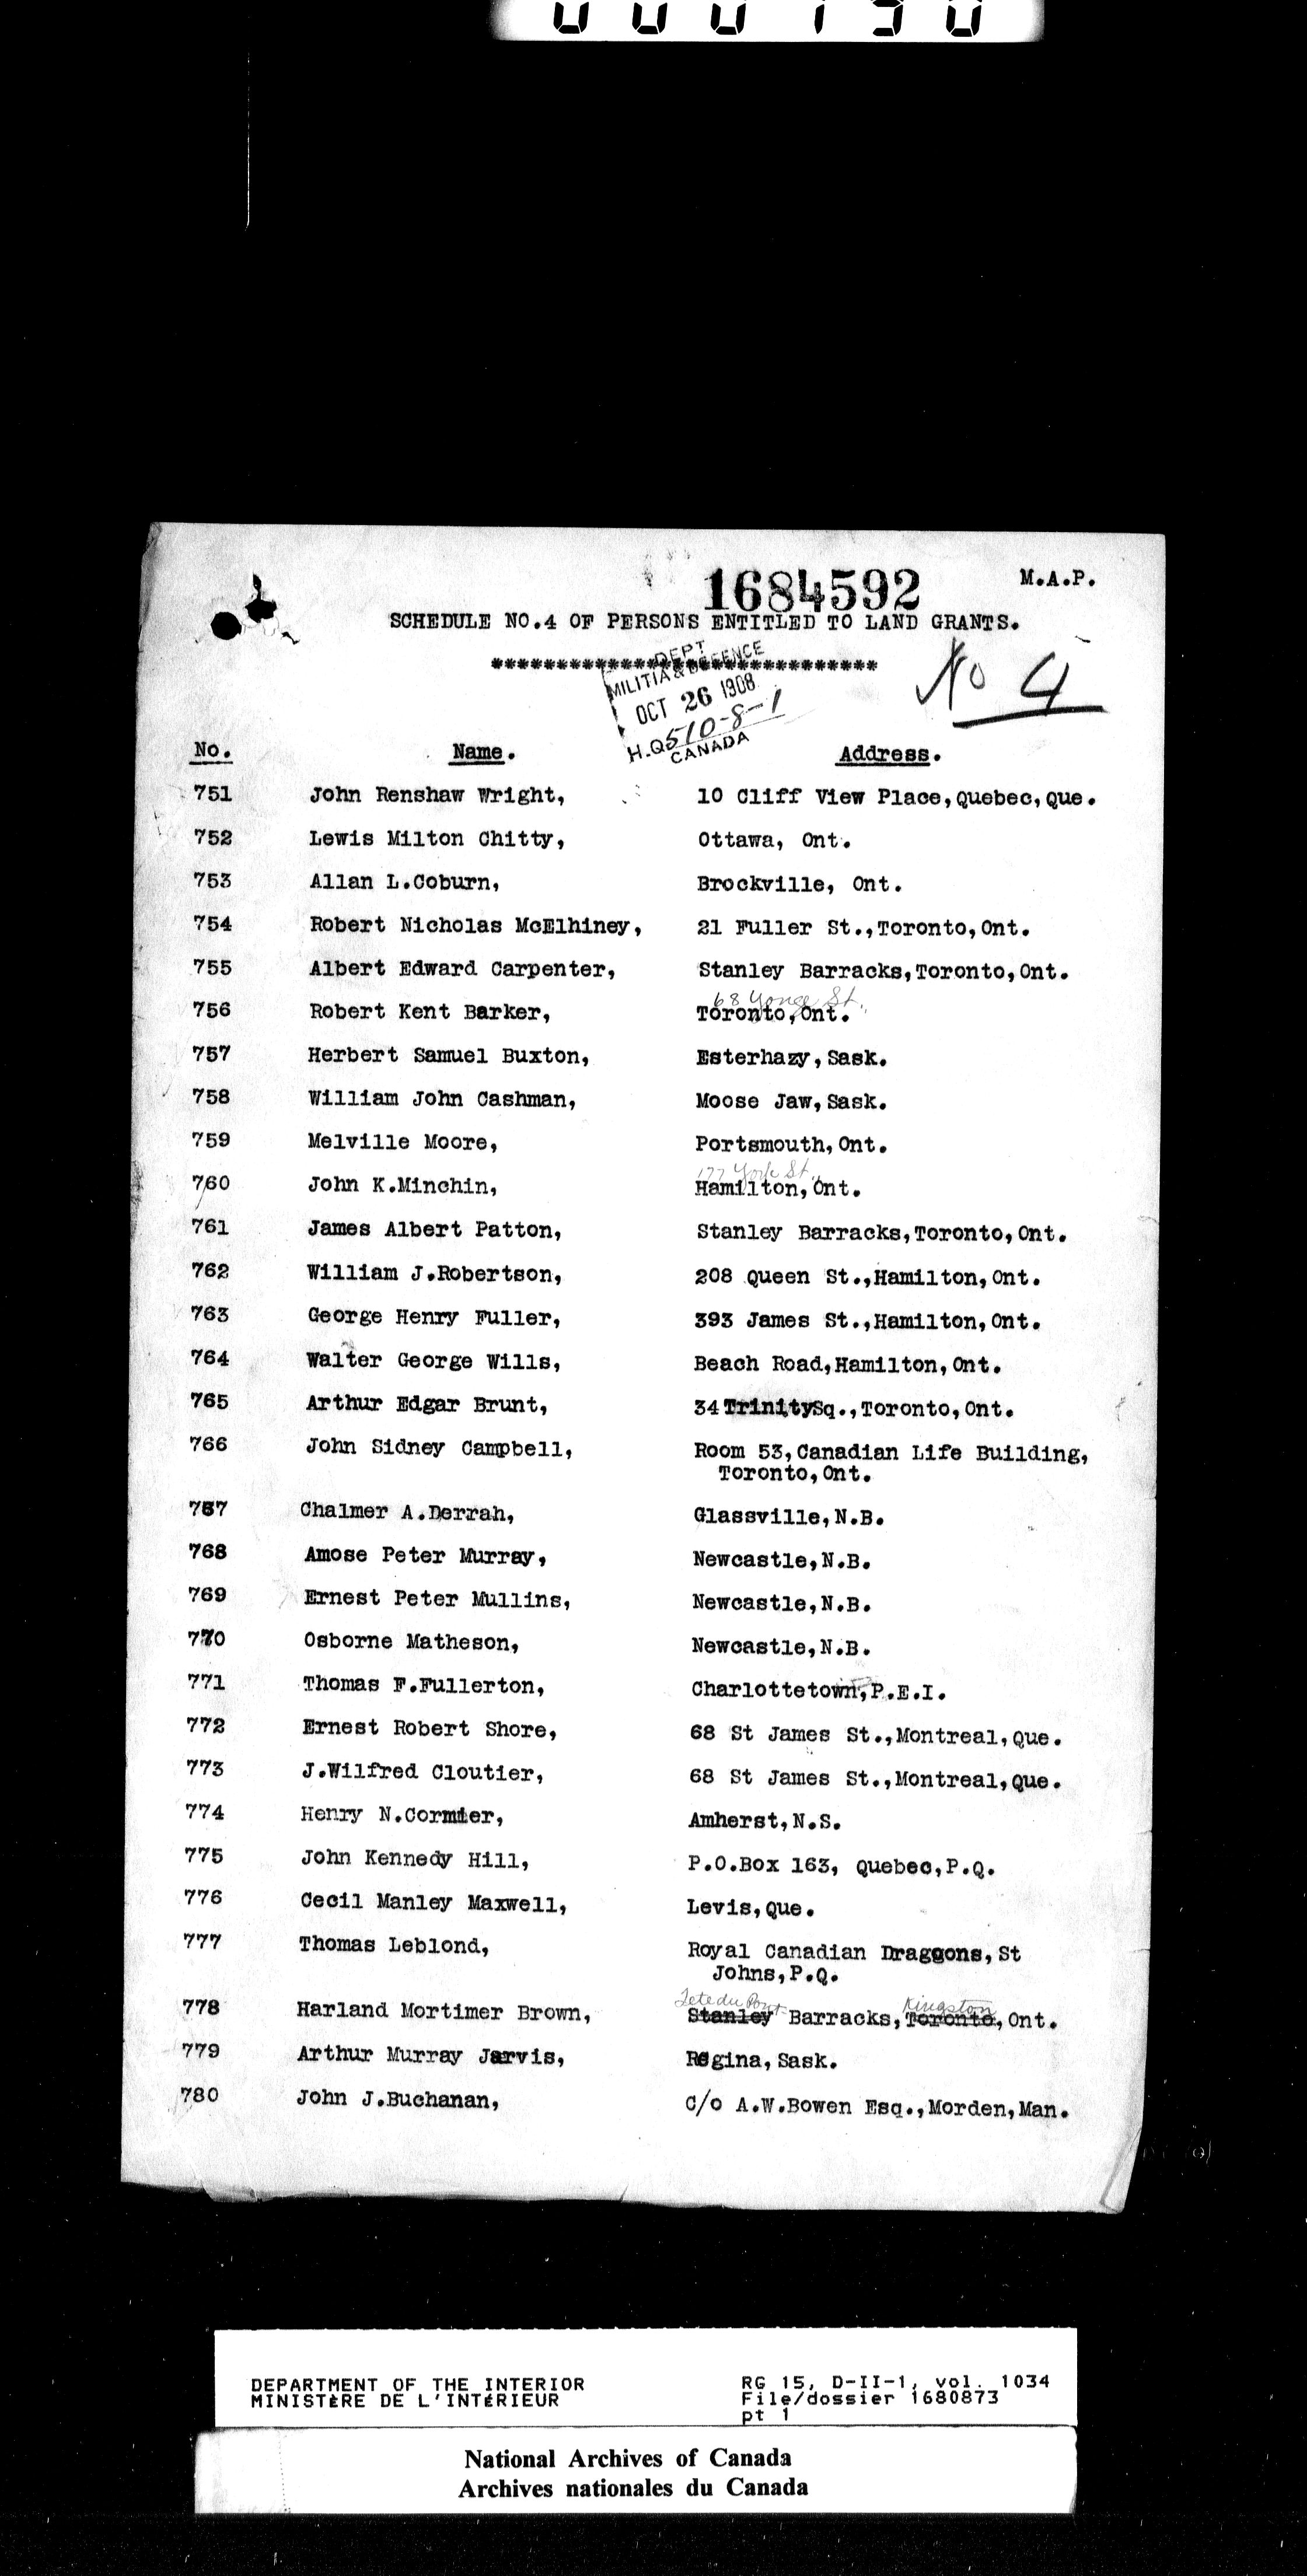 000190
1684592
M.A.P.
SCHEDULE NO.4 OF PERSONS ENTITLED TO LAND GRANTS.
******************************
No 4
DEPT
MILITIA & DEFENCE
OCT 26 1908
H.Q. 510-8-1
CANADA
No. Name. Address.
751 John Renshaw Wright, 10 Cliff View Place, Quebec, Que.
752 Lewis Milton Chitty, Ottawa, Ont.
753 Allan L. Coburn, Brockville, Ont.
754 Robert Nicholas McElhiney, 21 Fuller St., Toronto, Ont.
755 Albert Edward Carpenter, Stanley Barracks, Toronto, Ont.
68 Yonge St.
756 Robert Kent Barker, Toronto, Ont.
757 Herbert Samuel Buxton, Esterhazy, Sask.
758 William John Cashman, Moose Jaw, Sask.
759 Melville Moore, Portsmouth, Ont.
177 York St.
760 John K. Minchin, Hamilton, Ont.
761 James Albert Patton, Stanley Barracks, Toronto, Ont.
762 William J. Robertson, 208 Queen St., Hamilton, Ont.
763 George Henry Fuller, 393 James St., Hamilton, Ont.
764 Walter George Wills, Beach Road, Hamilton, Ont.
765 Arthur Edgar Brunt, 34 Trinity Sq., Toronto, Ont.
766 John Sidney Campbell, Room 53, Canadian Life Building,
Toronto, Ont.
767 Chalmer A. Derrah, Glassville, N.B.
768 Amose Peter Murray, Newcastle, N.B.
769 Ernest Peter Mullins, Newcastle, N.B.
770 Osborne Matheson, Newcastle, N.B.
771 Thomas F. Fullerton, Charlottetown, P.E.I.
772 Ernest Robert Shore, 68 St James St., Montreal, Que.
773 J. Wilfred Cloutier, 68 St James St., Montreal, Que.
774 Henry N. Cormier, Amherst, N.S.
775 John Kennedy Hill, P.O. Box 163, Quebec, P.Q.
776 Cecil Manley Maxwell, Levis, Que.
777 Thomas Leblond, Royal Canadian Draggons, St
Johns, P.Q.
Tete du Pont Kingston
778 Harland Mortimer Brown, Stanley Barracks, Toronto, Ont.
779 Arthur Murray Jarvis, Regina, Sask.
780 John J. Buchanan, C/o A.W. Bowen Esq., Morden, Man.
DEPARTMENT OF THE INTERIOR RG 15, D-II-1, vol. 1034
MINISTÈRE DE L'INTÉRIEUR File/dossier 1680873
pt 1
National Archives of Canada
Archives nationales du Canada